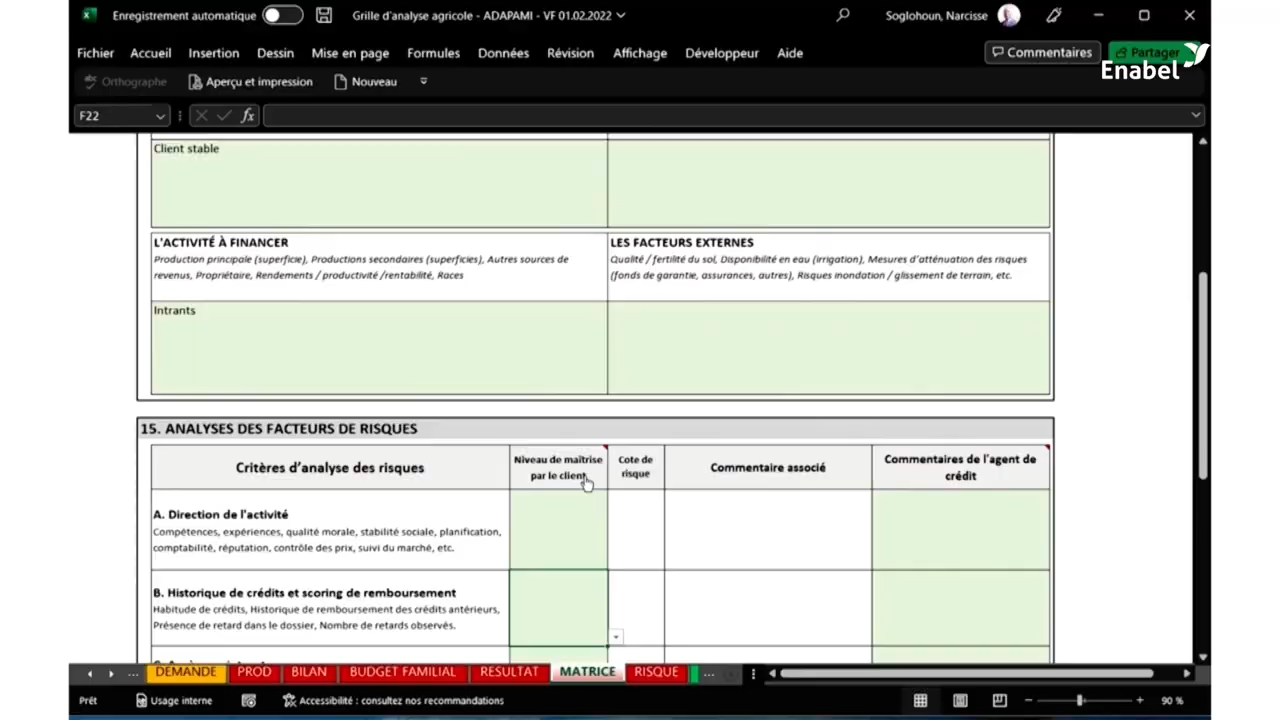 Enregistrement automatique
Grille d'analyse agricole - ADAPAMI - VF 01.02.2022
Soglohoun, Narcisse
Fichier Accueil Insertion Dessin Mise en page Formules Données Révision Affichage Développeur Aide
Commentaires
Partager
Enabel
Orthographe
Aperçu et impression
Nouveau
F22
fx
Client stable
L'ACTIVITÉ À FINANCER
Production principale (superficie), Productions secondaires (superficies), Autres sources de
revenus, Propriétaire, Rendements / productivité /rentabilité, Races
LES FACTEURS EXTERNES
Qualité / fertilité du sol, Disponibilité en eau (irrigation), Mesures d'atténuation des risques
(fonds de garantie, assurances, autres), Risques inondation / glissement de terrain, etc.
Intrants
15. ANALYSES DES FACTEURS DE RISQUES
Critères d'analyse des risques
Niveau de maîtrise
par le client
Cote de
risque
Commentaire associé
Commentaires de l'agent de
crédit
A. Direction de l'activité
Compétences, expériences, qualité morale, stabilité sociale, planification,
comptabilité, réputation, contrôle des prix, suivi du marché, etc.
B. Historique de crédits et scoring de remboursement
Habitude de crédits, Historique de remboursement des crédits antérieurs,
Présence de retard dans le dossier, Nombre de retards observés.
... DEMANDE PROD BILAN BUDGET FAMILIAL RESULTAT MATRICE RISQUE ...
Prêt
Usage interne
Accessibilité : consultez nos recommandations
90 %